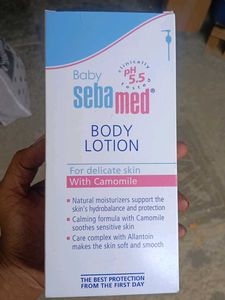 Baby
sebamed®
clinically tested
pH
5.5
BODY
LOTION
For delicate skin
With Camomile
• Natural moisturizers support the
skin's hydrobalance and protection
• Calming formula with Camomile
soothes sensitive skin
• Care complex with Allantoin
makes the skin soft and smooth
THE BEST PROTECTION
FROM THE FIRST DAY